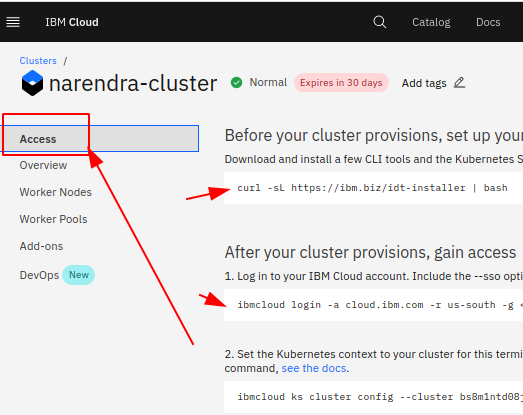 IBM Cloud
Catalog
Docs
Clusters /
narendra-cluster
Normal
Expires in 30 days
Add tags
Access
Overview
Worker Nodes
Worker Pools
Add-ons
DevOps New
Before your cluster provisions, set up your
Download and install a few CLI tools and the Kubernetes S
curl -sL https://ibm.biz/idt-installer | bash
After your cluster provisions, gain access
1. Log in to your IBM Cloud account. Include the --sso opti
ibmcloud login -a cloud.ibm.com -r us-south -g <
2. Set the Kubernetes context to your cluster for this termi
command, see the docs.
ibmcloud ks cluster config --cluster bs8m1ntd08j